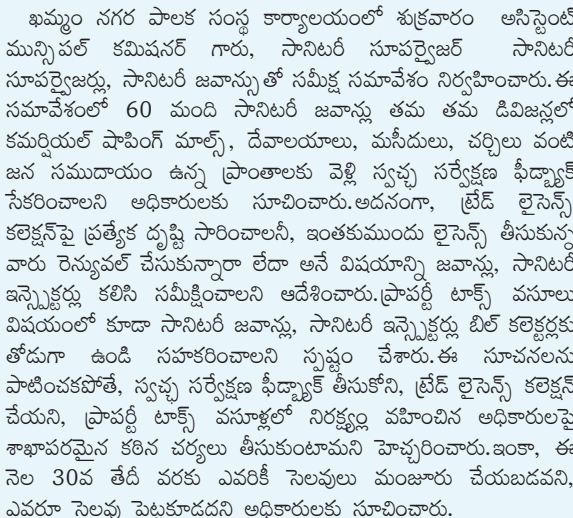 ఖమ్మం నగర పాలక సంస్థ కార్యాలయంలో శుక్రవారం అసిస్టెంట్
మున్సిపల్ కమిషనర్ గారు, సానిటరీ సూపర్వైజర్ సానిటరీ
సూపర్వైజర్లు, సానిటరీ జవాన్సుతో సమీక్ష సమావేశం నిర్వహించారు.ఈ
సమావేశంలో 60 మంది సానిటరీ జవాన్లు తమ తమ డివిజన్లలో
కమర్షియల్ షాపింగ్ మాల్స్, దేవాలయాలు, మసీదులు, చర్చిలు వంటి
జన సముదాయం ఉన్న ప్రాంతాలకు వెళ్లి స్వచ్ఛ సర్వేక్షణ ఫీడ్బ్యాక్
సేకరించాలని అధికారులకు సూచించారు.అదనంగా, ట్రేడ్ లైసెన్స్
కలెక్షన్‌పై ప్రత్యేక దృష్టి సారించాలనీ, ఇంతకుముందు లైసెన్స్ తీసుకున్న
వారు రెన్యువల్ చేసుకున్నారా లేదా అనే విషయాన్ని జవాన్లు, సానిటరీ
ఇన్స్పెక్టర్లు కలిసి సమీక్షించాలని ఆదేశించారు.ప్రాపర్టీ టాక్స్ వసూలు
విషయంలో కూడా సానిటరీ జవాన్లు, సానిటరీ ఇన్స్పెక్టర్లు బిల్ కలెక్టర్లకు
తోడుగా ఉండి సహకరించాలని స్పష్టం చేశారు.ఈ సూచనలను
పాటించకపోతే, స్వచ్ఛ సర్వేక్షణ ఫీడ్బ్యాక్ తీసుకోని, ట్రేడ్ లైసెన్స్ కలెక్షన్
చేయని, ప్రాపర్టీ టాక్స్ వసూళ్లలో నిరక్ష్యం వహించిన అధికారులపై
శాఖాపరమైన కఠిన చర్యలు తీసుకుంటామని హెచ్చరించారు.ఇంకా, ఈ
నెల 30వ తేదీ వరకు ఎవరికీ సెలవులు మంజూరు చేయబడవని,
ఎవరూ సెలవు పెట్టకూడదని అధికారులకు సూచించారు.